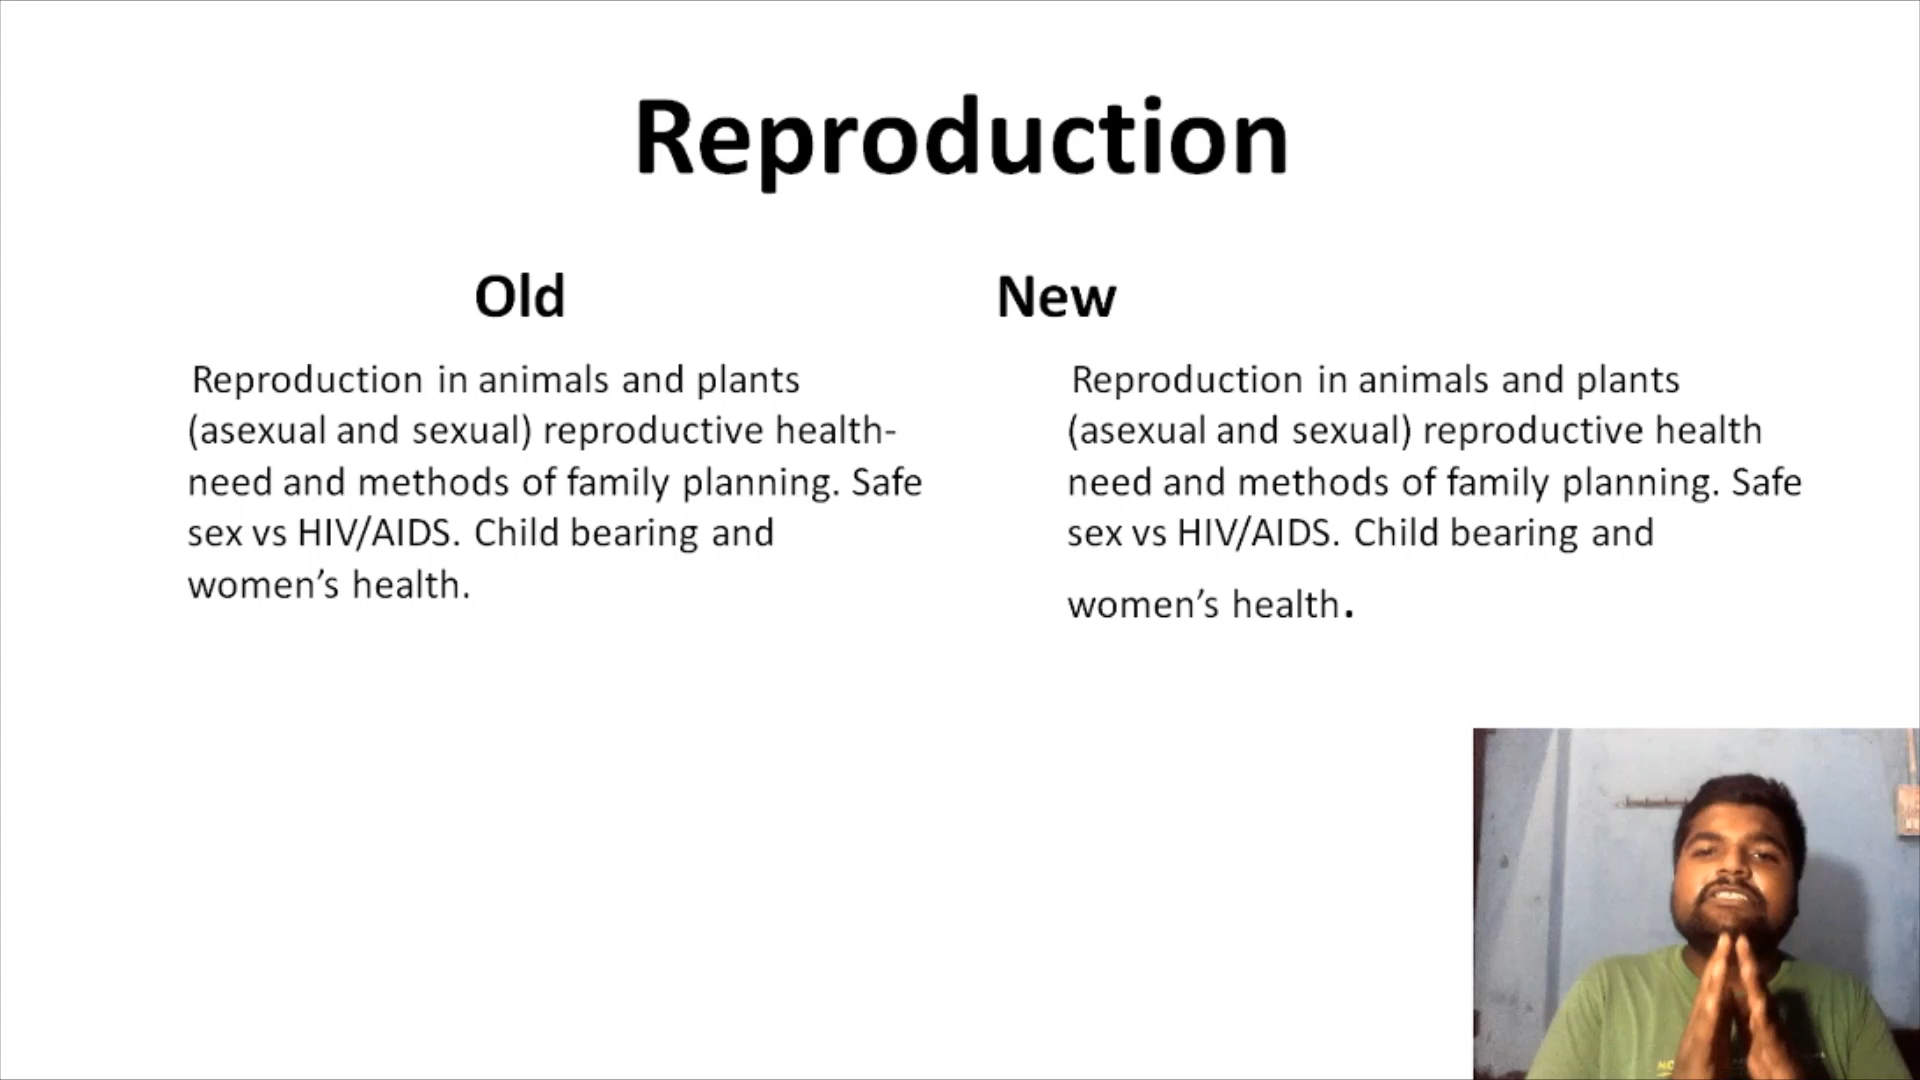 Reproduction
Old
Reproduction in animals and plants
(asexual and sexual) reproductive health-
need and methods of family planning. Safe
sex vs HIV/AIDS. Child bearing and
women’s health.
New
Reproduction in animals and plants
(asexual and sexual) reproductive health
need and methods of family planning. Safe
sex vs HIV/AIDS. Child bearing and
women’s health.